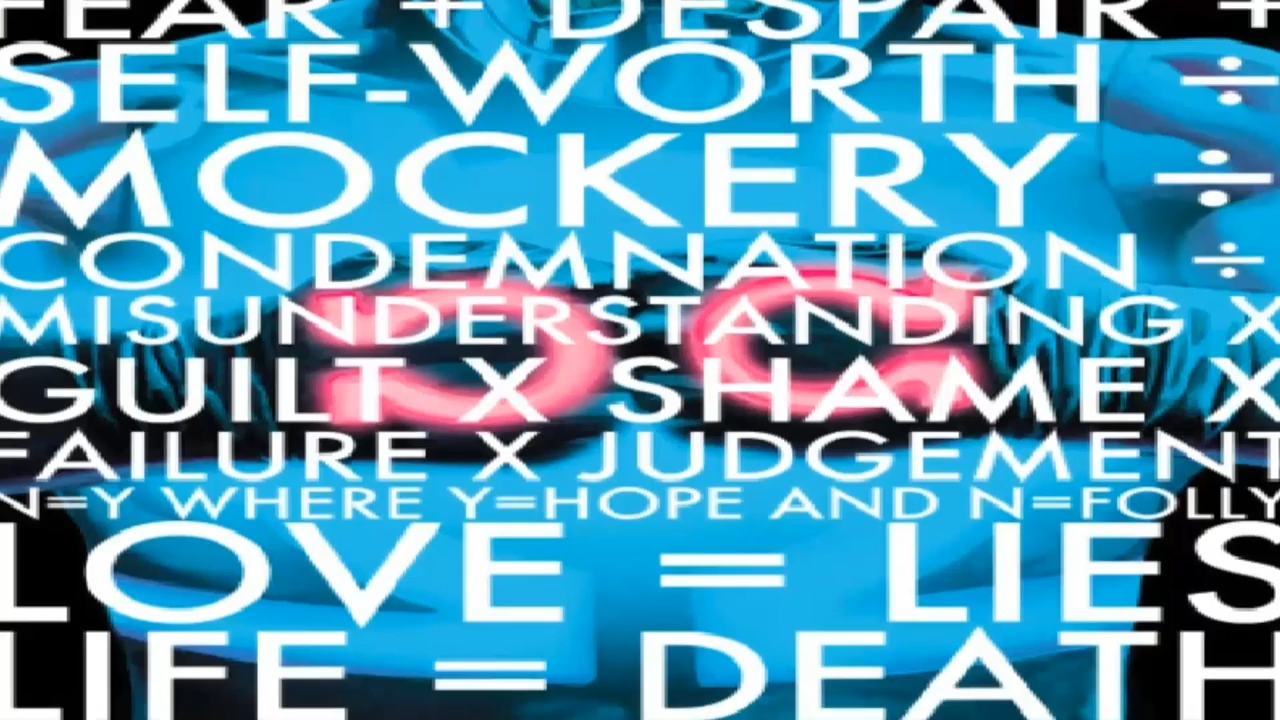 FEAR + DESPAIR +
SELF-WORTH ÷
MOCKERY ÷
CONDEMNATION ÷
MISUNDERSTANDING X
GUILT X SHAME X
FAILURE X JUDGEMENT
N=Y WHERE Y=HOPE AND N=FOLLY
LOVE = LIES
LIFE = DEATH